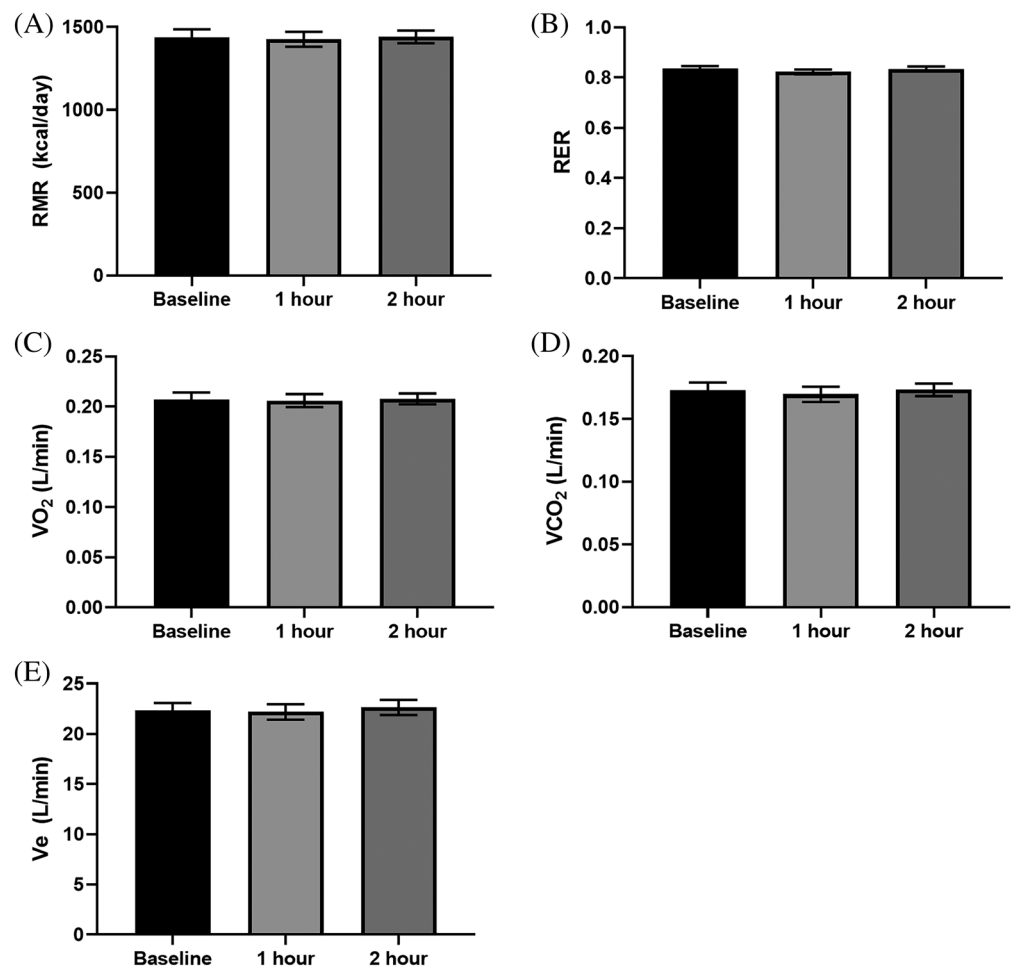 (A)
RMR (kcal/day)
1500
1000
500
0
Baseline 1 hour 2 hour
(B)
RER
1.0
0.8
0.6
0.4
0.2
0.0
Baseline 1 hour 2 hour
(C)
VO₂ (L/min)
0.25
0.20
0.15
0.10
0.05
0.00
Baseline 1 hour 2 hour
(D)
VCO₂ (L/min)
0.20
0.15
0.10
0.05
0.00
Baseline 1 hour 2 hour
(E)
Ve (L/min)
25
20
15
10
5
0
Baseline 1 hour 2 hour